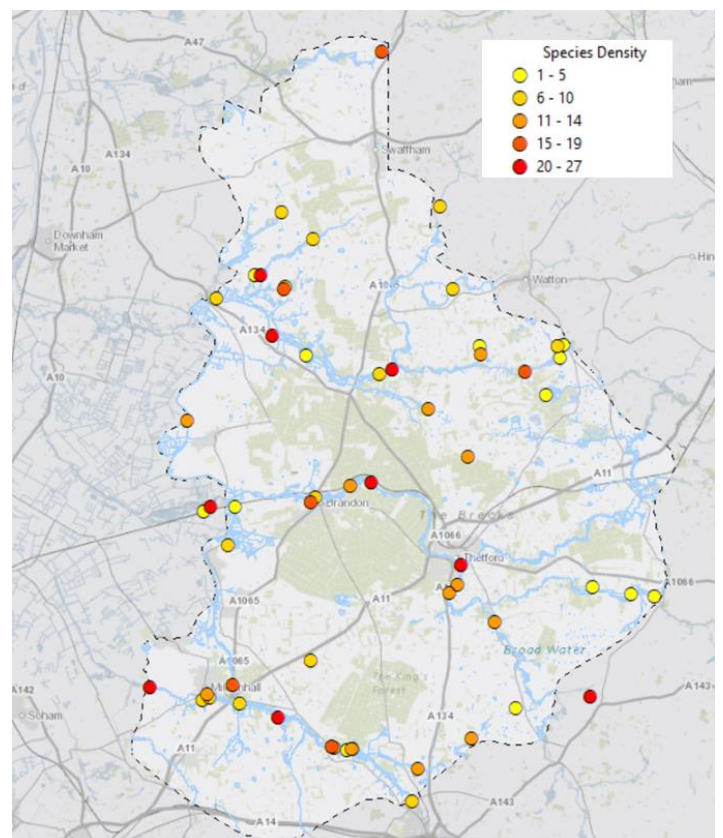 A47
Species Density
1 - 5
6 - 10
11 - 14
15 - 19
20 - 27
A134
A10
Swaffham
Downham
Market
Watton
A134
A10
A11
Brandon
The Brecks
A1066
Thetford
A1066
A1065
A11
Broad Water
A1065
The King's
Forest
A142
Soham
A143
A134
A11
A143
A14